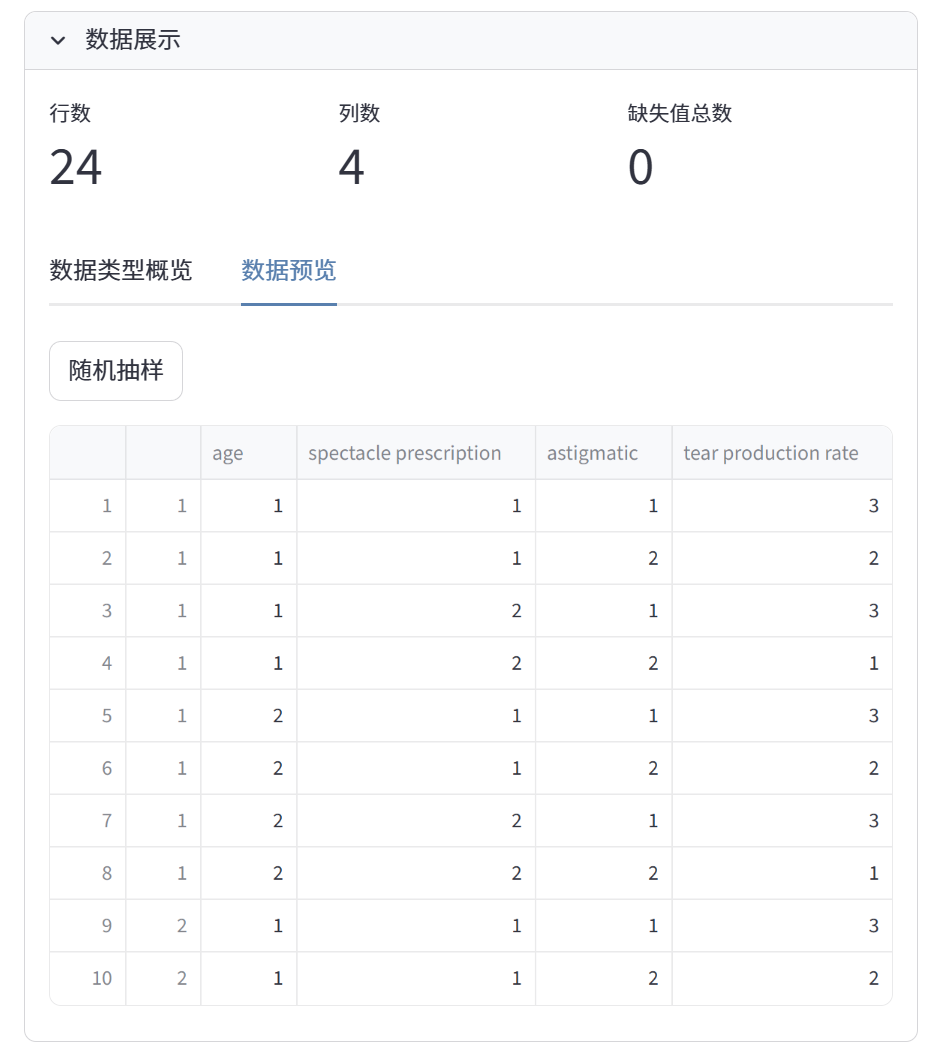 数据展示
行数 列数 缺失值总数
24 4 0
数据类型概览 数据预览
随机抽样
age spectacle prescription astigmatic tear production rate
1 1 1 1 1 3
2 1 1 1 2 2
3 1 1 2 1 3
4 1 1 2 2 1
5 1 2 1 1 3
6 1 2 1 2 2
7 1 2 2 1 3
8 1 2 2 2 1
9 2 1 1 1 3
10 2 1 1 2 2